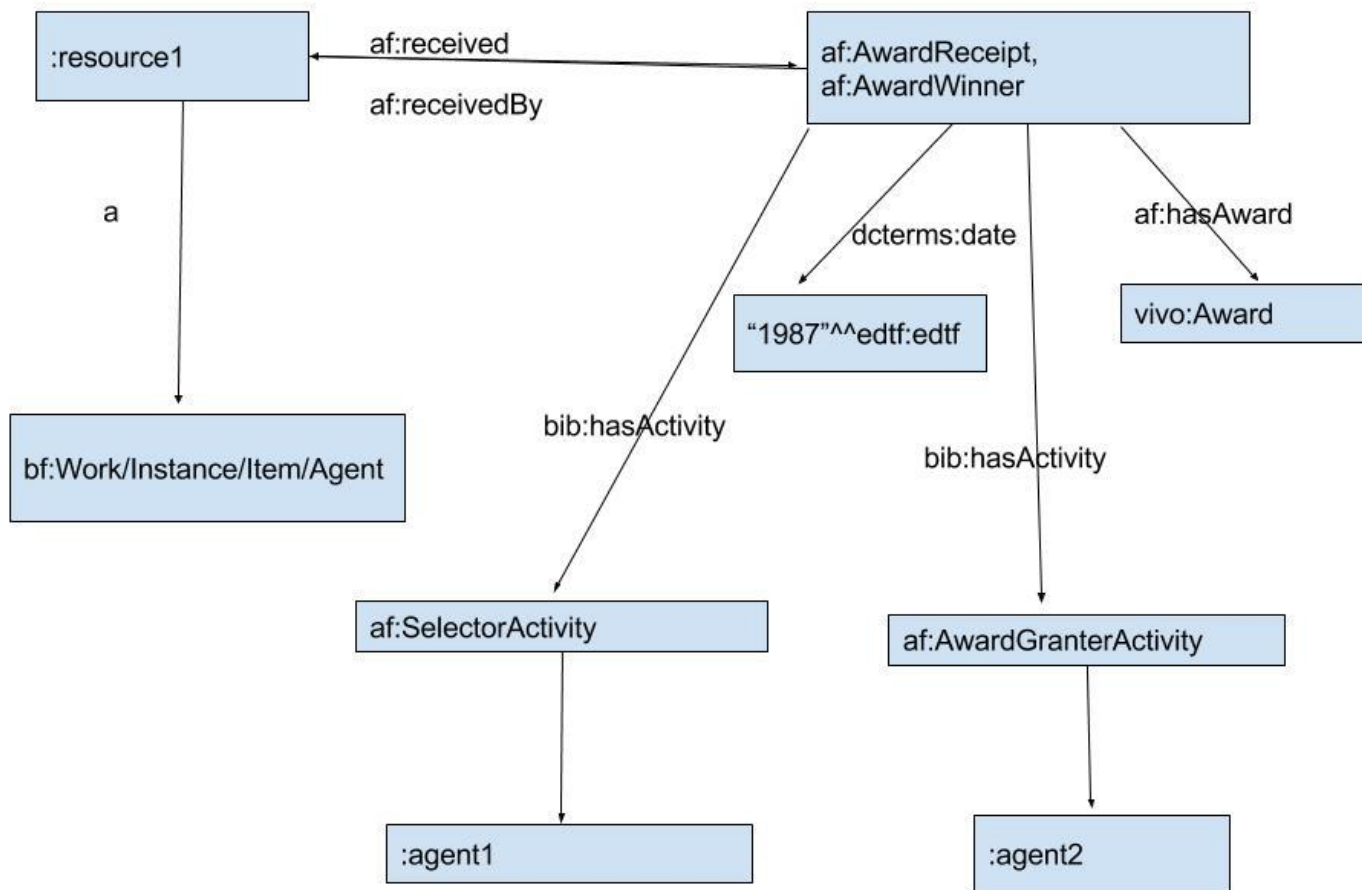 :resource1
af:received
af:AwardReceipt,
af:AwardWinner
af:receivedBy
a
af:hasAward
dcterms:date
“1987”^^edtf:edtf
vivo:Award
bib:hasActivity
bf:Work/Instance/Item/Agent
bib:hasActivity
af:SelectorActivity
af:AwardGranterActivity
:agent1
:agent2